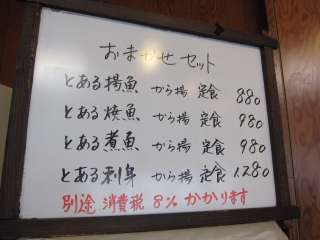 おまかせセット
とある揚魚 から揚 定食 880
とある焼魚 から揚 定食 980
とある煮魚 から揚 定食 980
とある刺身 から揚 定食 1,280
別途 消費税 8% かかります